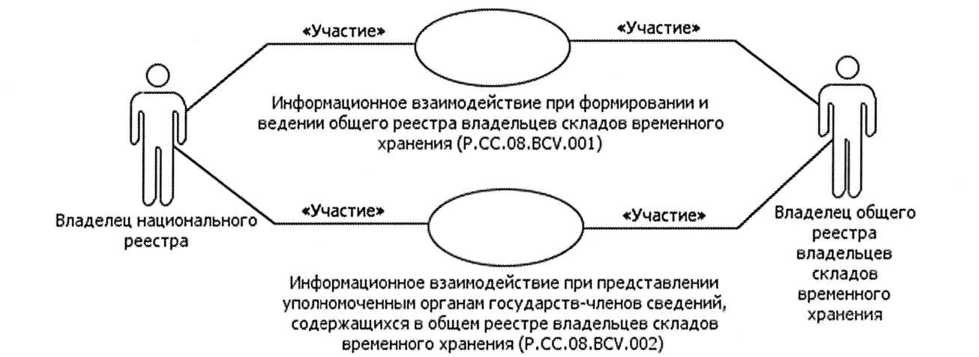 «Участие»
«Участие»
Информационное взаимодействие при формировании и
ведении общего реестра владельцев складов временного
хранения (P.CC.08.BCV.001)
Владелец национального
реестра
«Участие»
«Участие»
Владелец общего
реестра
владельцев
складов
временного
хранения
Информационное взаимодействие при представлении
уполномоченным органам государств-членов сведений,
содержащихся в общем реестре владельцев складов
временного хранения (P.CC.08.BCV.002)